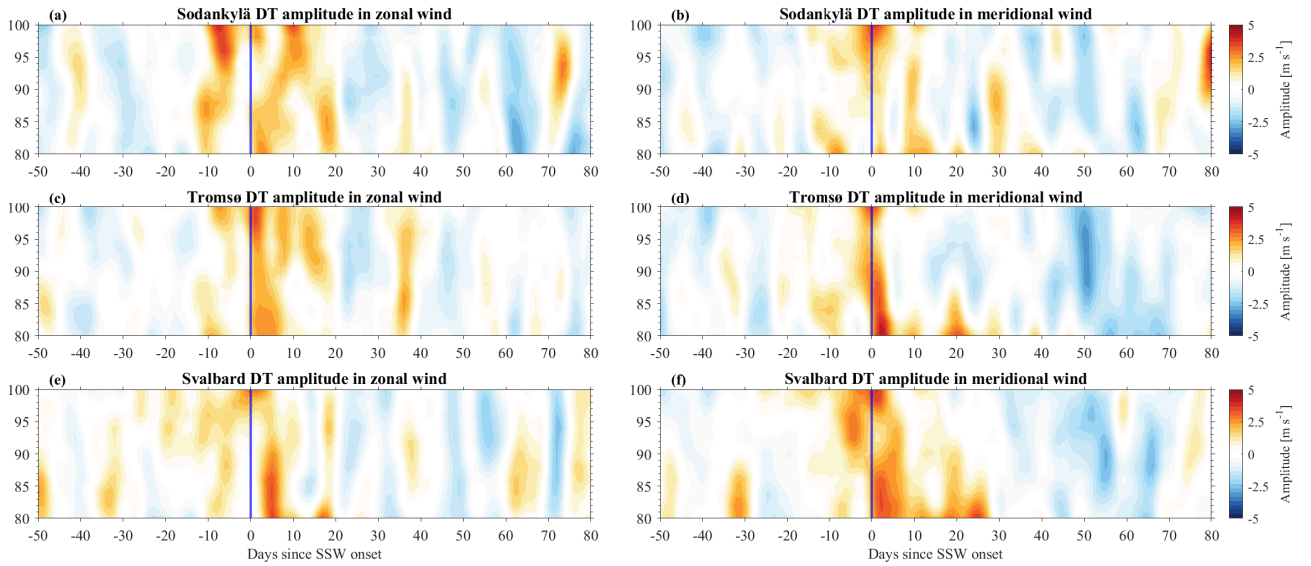 (a) Sodankylä DT amplitude in zonal wind
100
95
90
85
80
-50 -40 -30 -20 -10 0 10 20 30 40 50 60 70 80
(b) Sodankylä DT amplitude in meridional wind
100
95
90
85
80
-50 -40 -30 -20 -10 0 10 20 30 40 50 60 70 80
5
2.5
0
-2.5
-5
Amplitude [m s⁻¹]
(c) Tromsø DT amplitude in zonal wind
100
95
90
85
80
-50 -40 -30 -20 -10 0 10 20 30 40 50 60 70 80
(d) Tromsø DT amplitude in meridional wind
100
95
90
85
80
-50 -40 -30 -20 -10 0 10 20 30 40 50 60 70 80
5
2.5
0
-2.5
-5
Amplitude [m s⁻¹]
(e) Svalbard DT amplitude in zonal wind
100
95
90
85
80
-50 -40 -30 -20 -10 0 10 20 30 40 50 60 70 80
Days since SSW onset
(f) Svalbard DT amplitude in meridional wind
100
95
90
85
80
-50 -40 -30 -20 -10 0 10 20 30 40 50 60 70 80
Days since SSW onset
5
2.5
0
-2.5
-5
Amplitude [m s⁻¹]